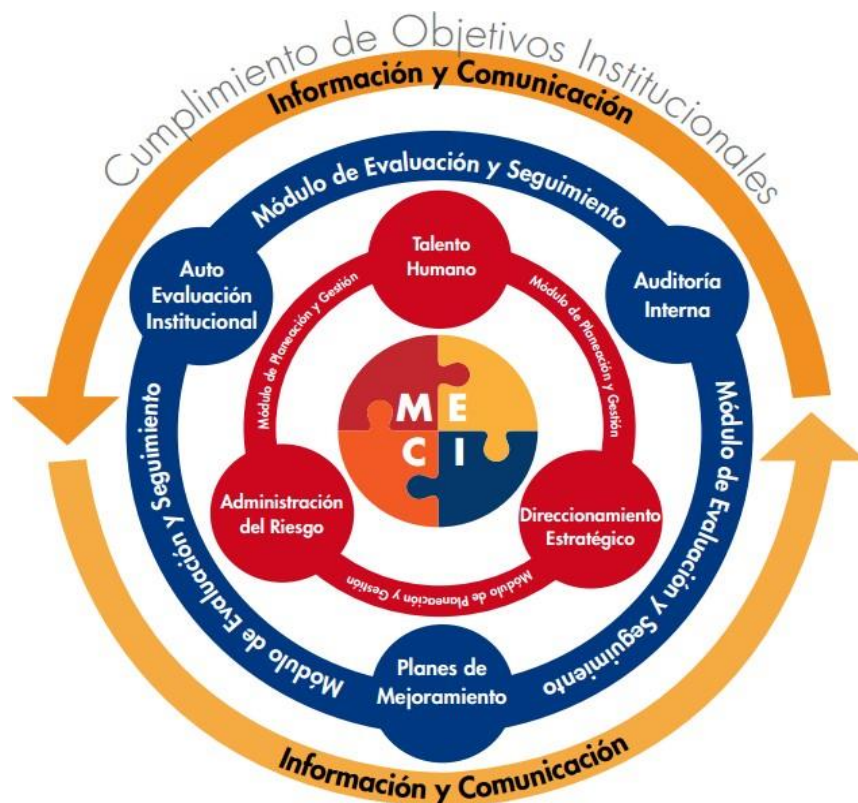 Cumplimiento de Objetivos Institucionales
Información y Comunicación
Módulo de Evaluación y Seguimiento
Talento
Humano
Auto
Evaluación
Institucional
Auditoría
Interna
Módulo de Planeación y Gestión
Módulo de Planeación y Gestión
M E
C I
Módulo de Evaluación y Seguimiento
Módulo de Evaluación y Seguimiento
Administración
del Riesgo
Direccionamiento
Estratégico
Módulo de Planeación y Gestión
Planes de
Mejoramiento
Información y Comunicación